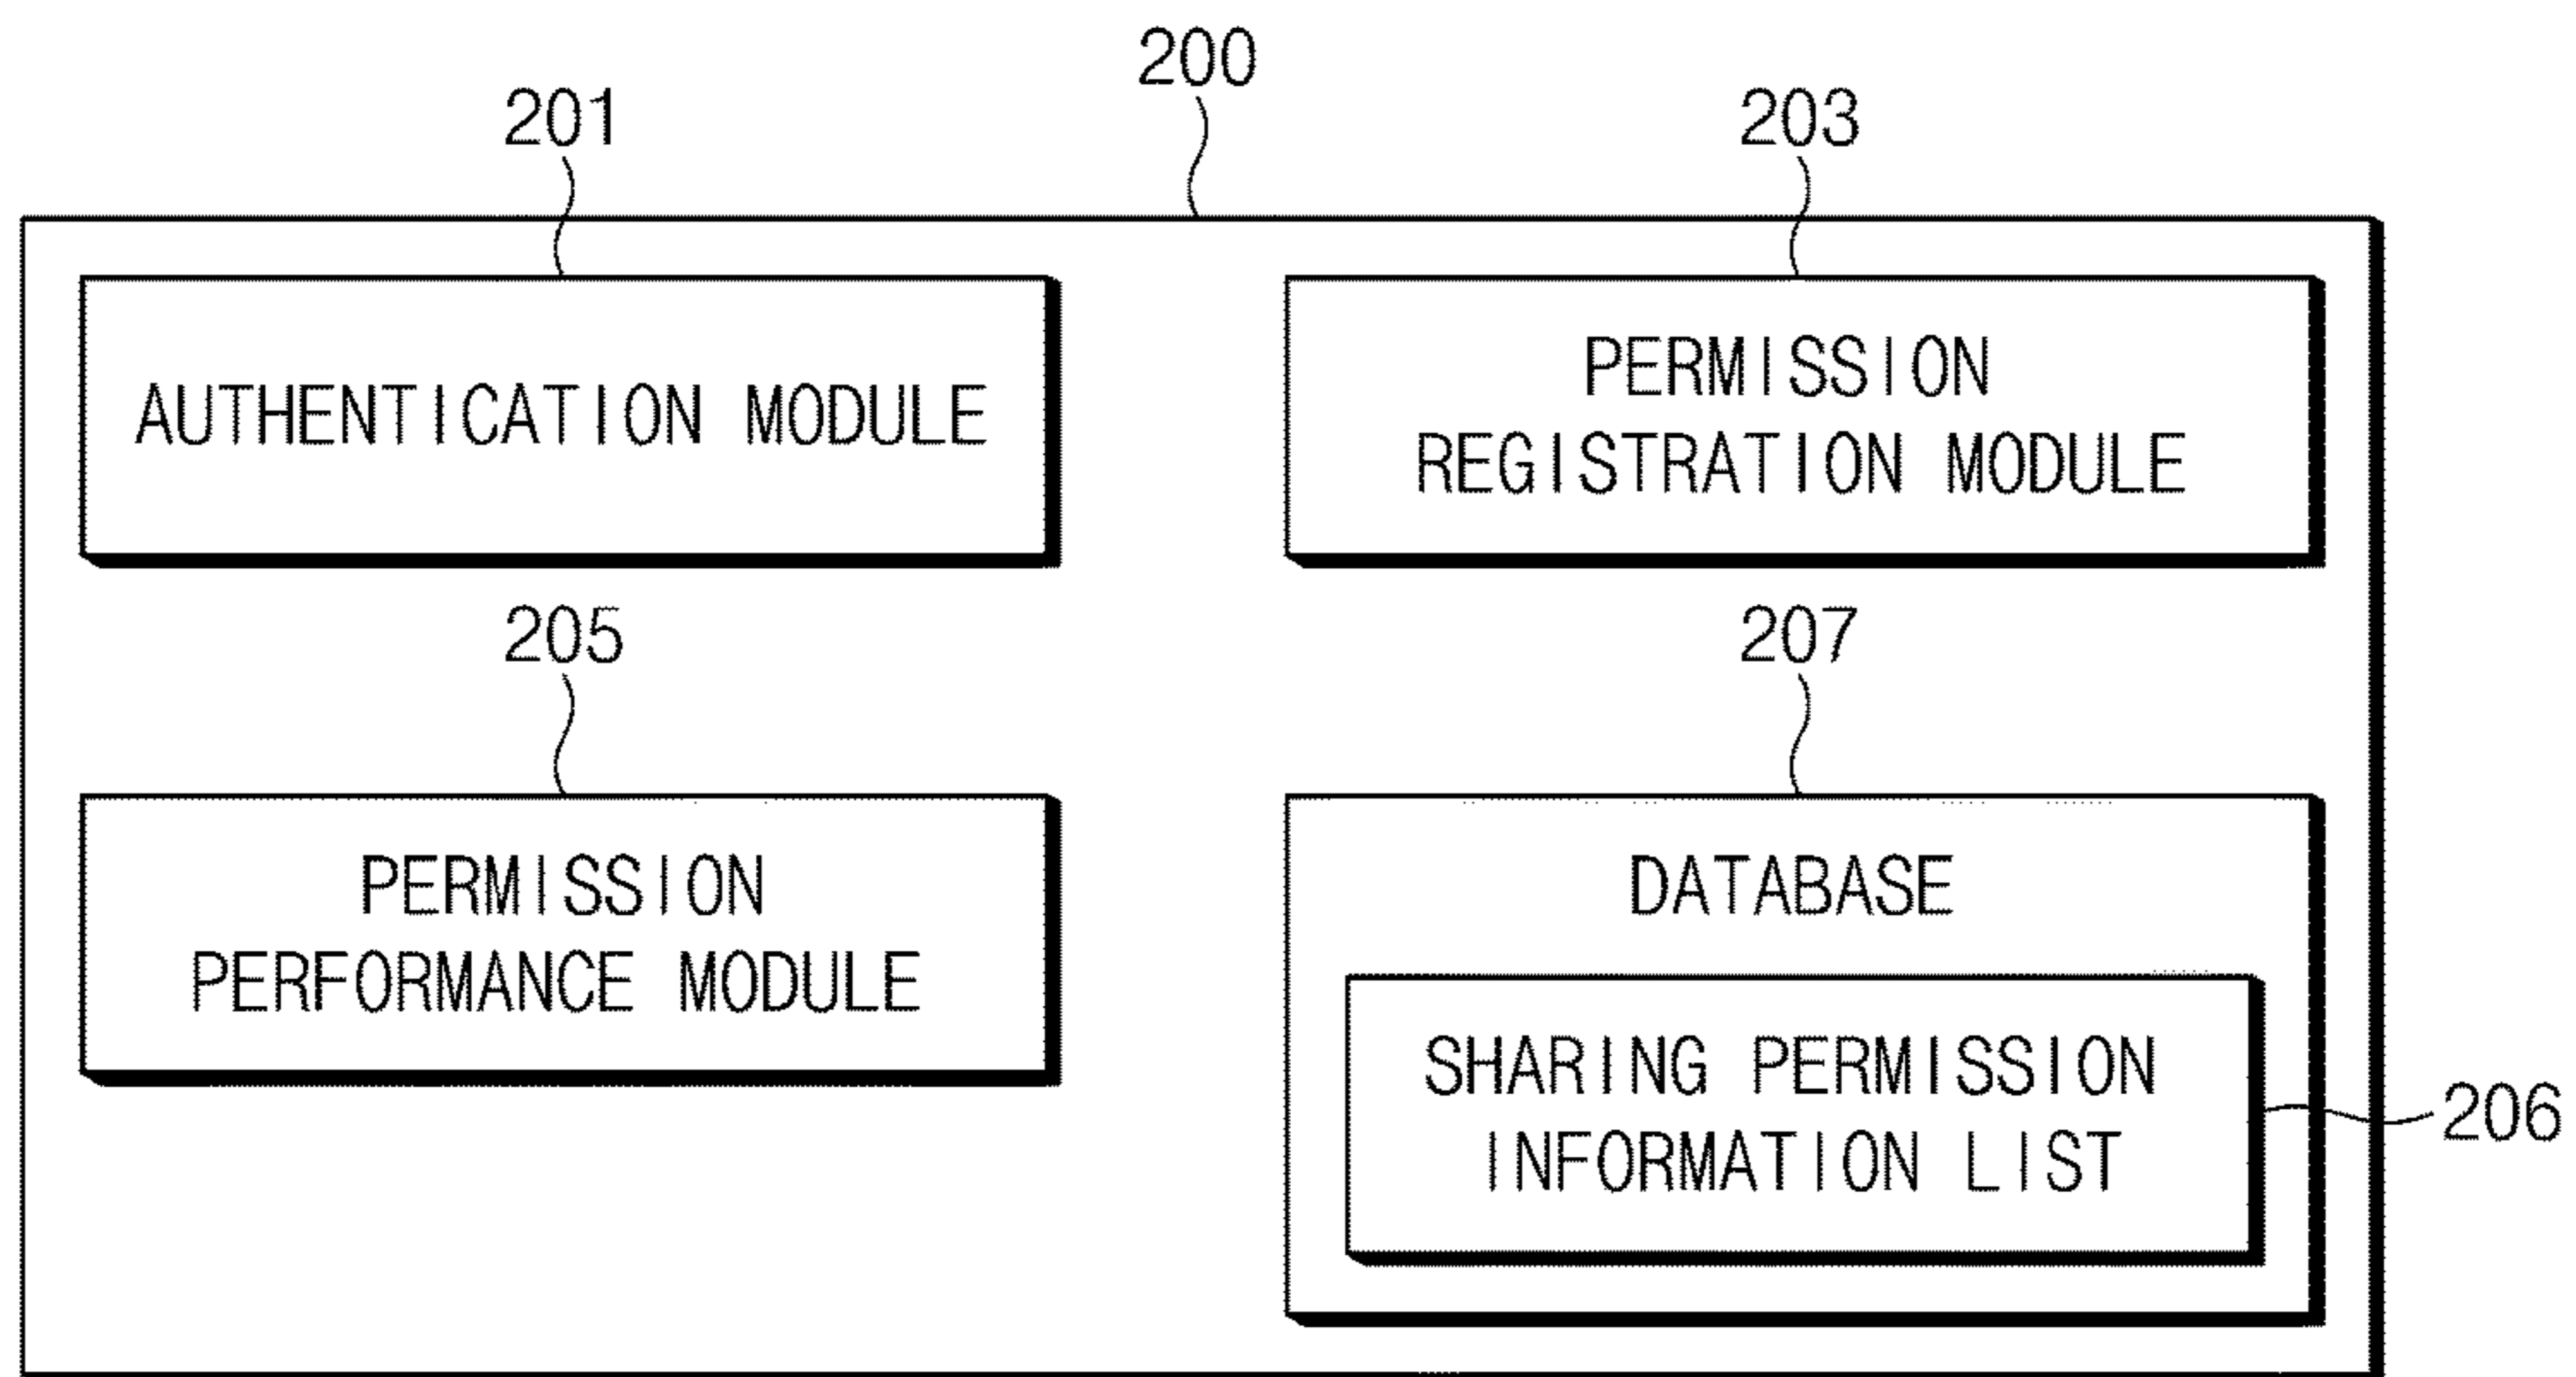 200
201
203
AUTHENTICATION MODULE
PERMISSION
REGISTRATION MODULE
205
207
PERMISSION
PERFORMANCE MODULE
DATABASE
SHARING PERMISSION
INFORMATION LIST
206